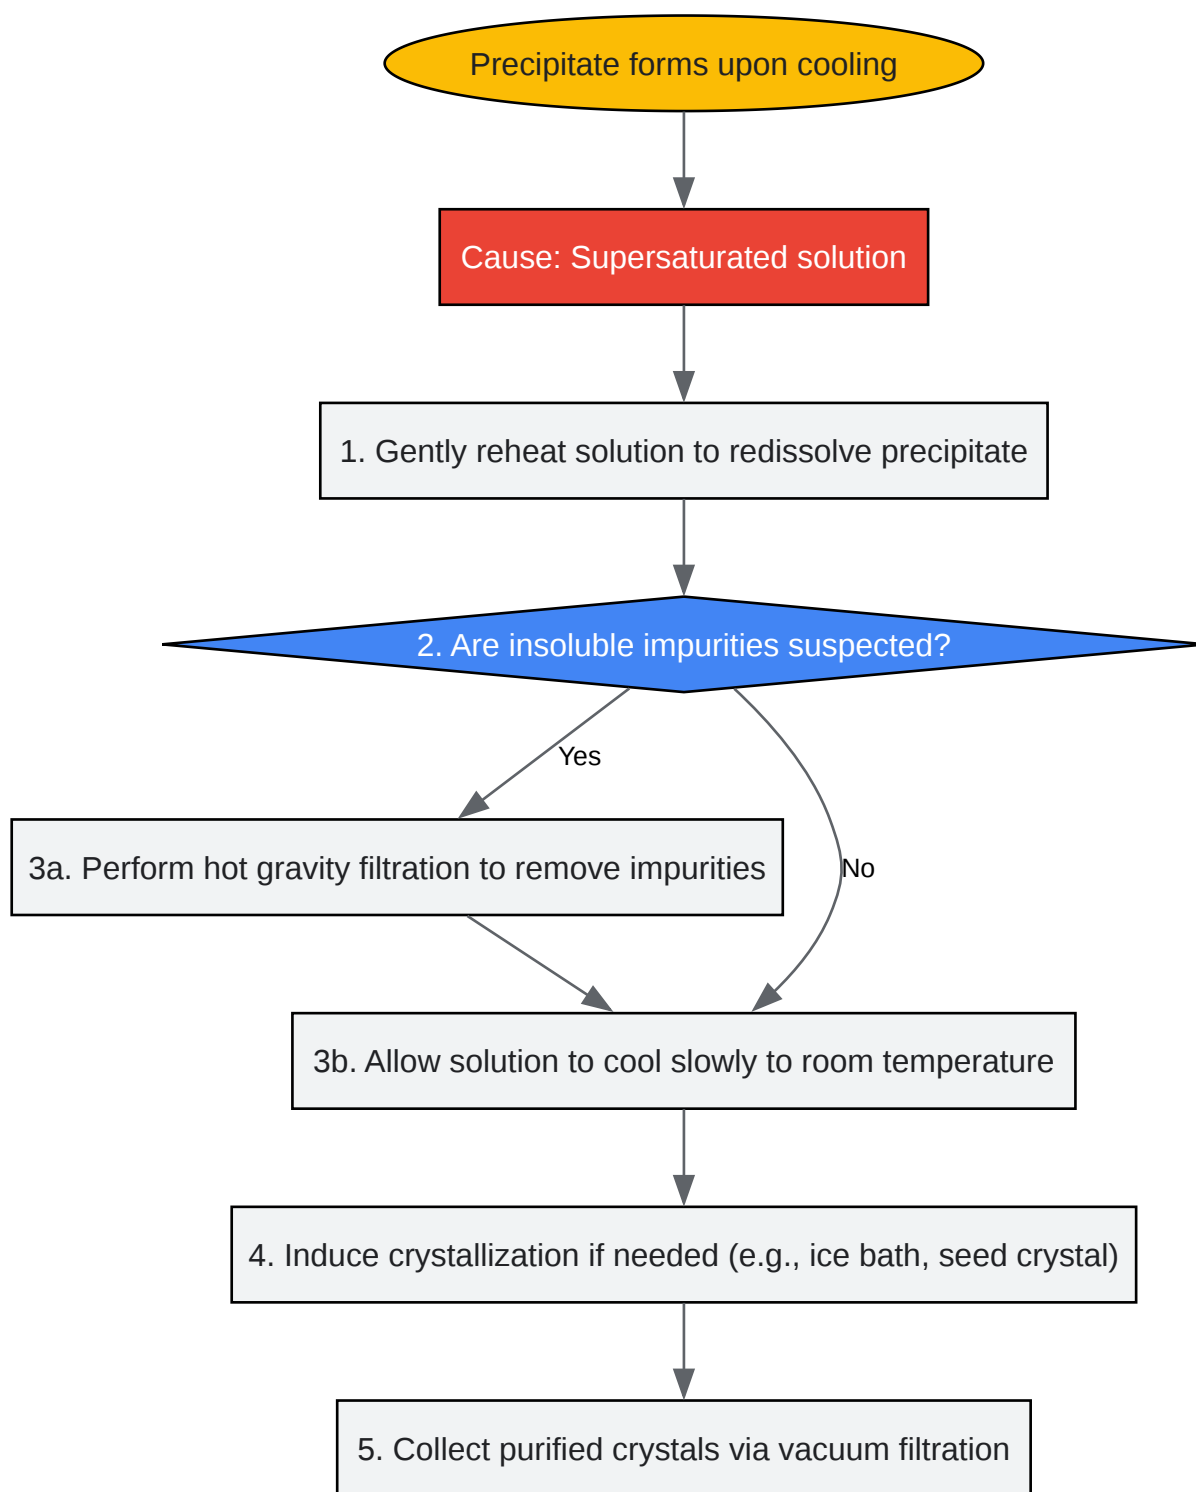 Precipitate forms upon cooling
Cause: Supersaturated solution
1. Gently reheat solution to redissolve precipitate
2. Are insoluble impurities suspected?
Yes
3a. Perform hot gravity filtration to remove impurities
No
3b. Allow solution to cool slowly to room temperature
4. Induce crystallization if needed (e.g., ice bath, seed crystal)
5. Collect purified crystals via vacuum filtration